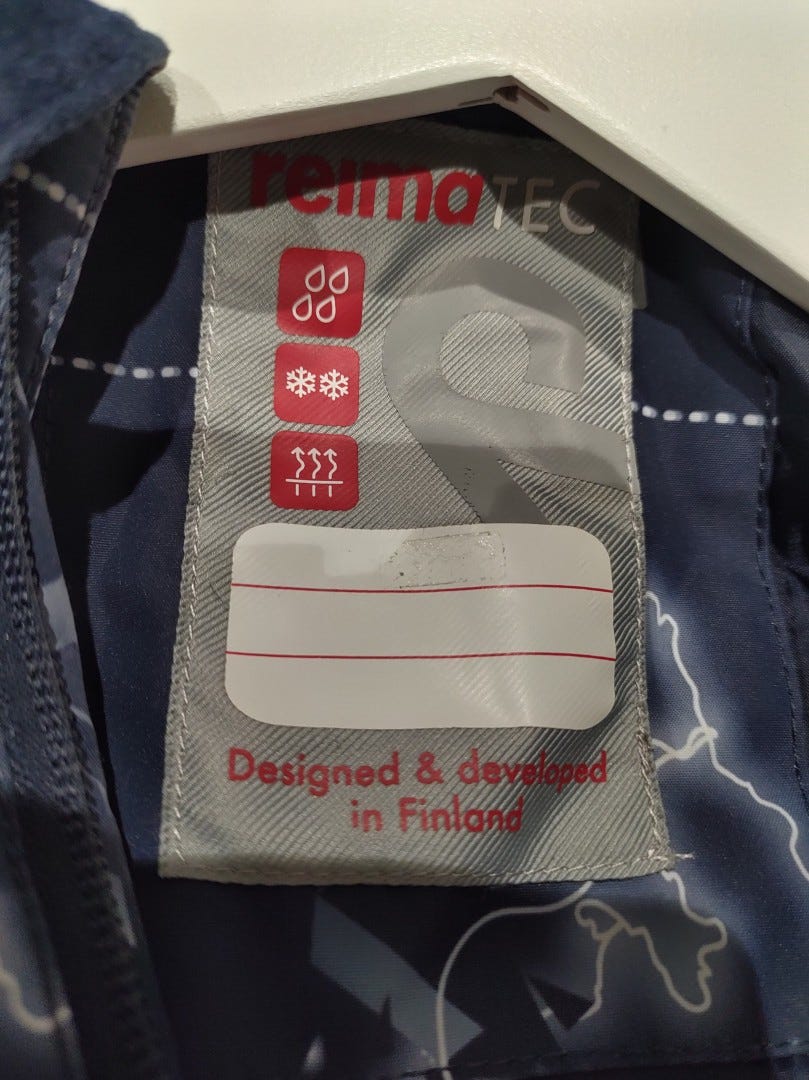 reimaTEC
Designed & developed
in Finland